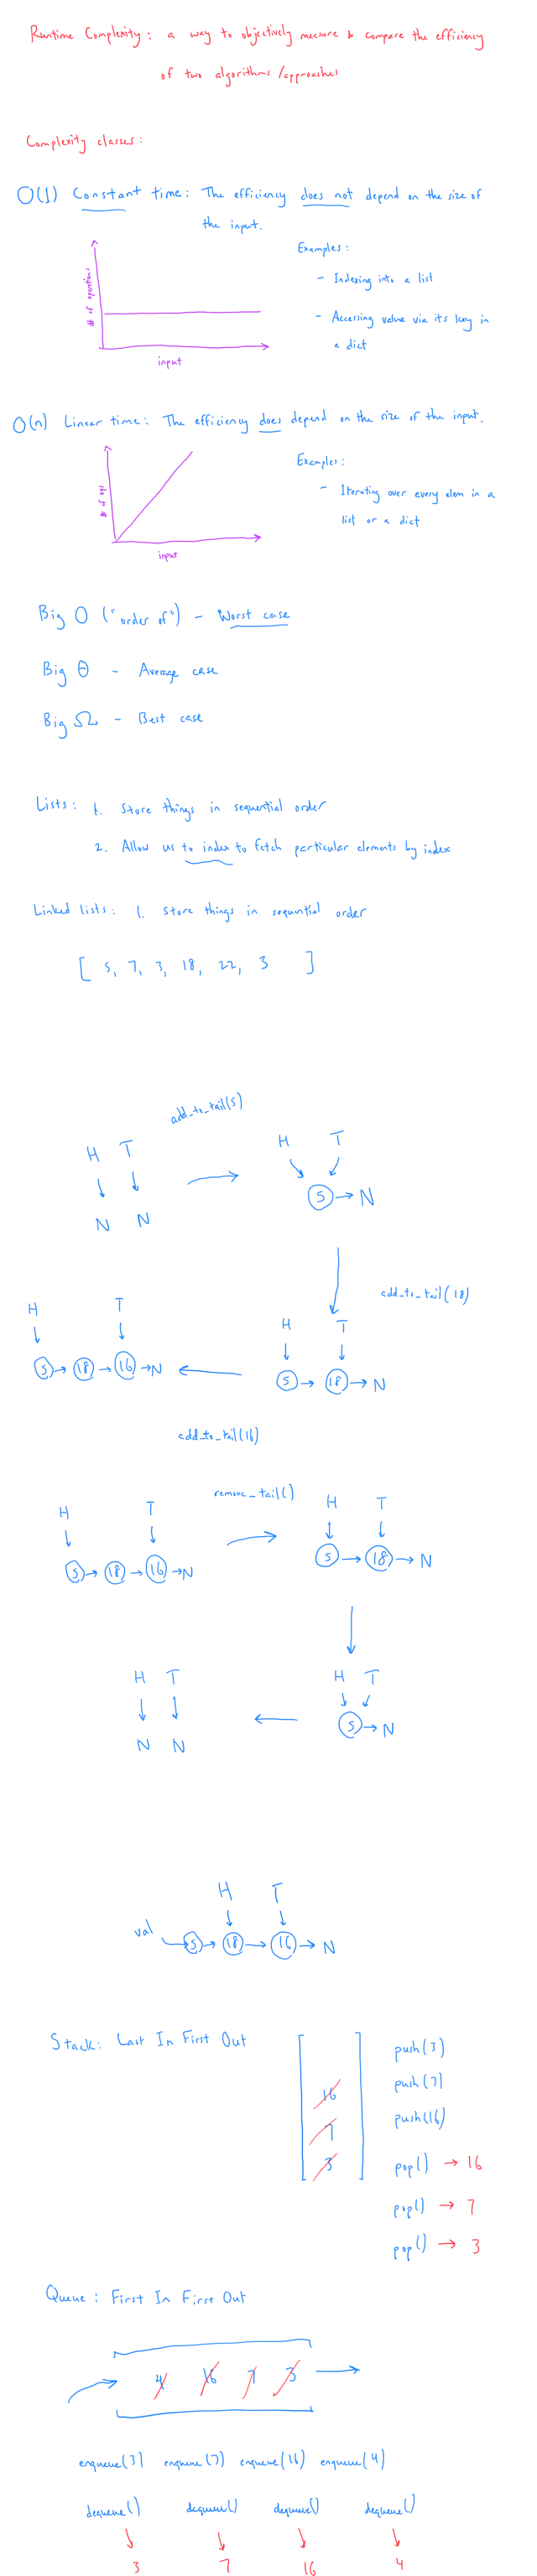 Runtime Complexity: a way to objectively measure & compare the efficiency
of two algorithms/approaches
Complexity classes:
O(1) Constant time: The efficiency does not depend on the size of
the input.
# of operations
input
Examples:
- Indexing into a list
- Accessing value via its key in
a dict
O(n) Linear time: The efficiency does depend on the size of the input.
# of ops
input
Examples:
- Iterating over every elem in a
list or a dict
Big O ("order of") - Worst case
Big Θ - Average case
Big Ω - Best case
Lists: 1. Store things in sequential order
2. Allow us to index to fetch particular elements by index
Linked lists: 1. Store things in sequential order
[ 5, 7, 3, 18, 22, 3 ]
add_to_tail(5)
H T
N N
H T
5 → N
add_to_tail(18)
H T
5 → 18 → 16 → N
H T
5 → 18 → N
add_to_tail(16)
remove_tail()
H T
5 → 18 → 16 → N
H T
5 → 18 → N
H T
N N
H T
5 → N
H T
val → 5 → 18 → 16 → N
Stack: Last In First Out
16
7
3
push(3)
push(7)
push(16)
pop() → 16
pop() → 7
pop() → 3
Queue: First In First Out
4 16 7 3
enqueue(3) enqueue(7) enqueue(16) enqueue(4)
dequeue() dequeue() dequeue() dequeue()
3 7 16 4